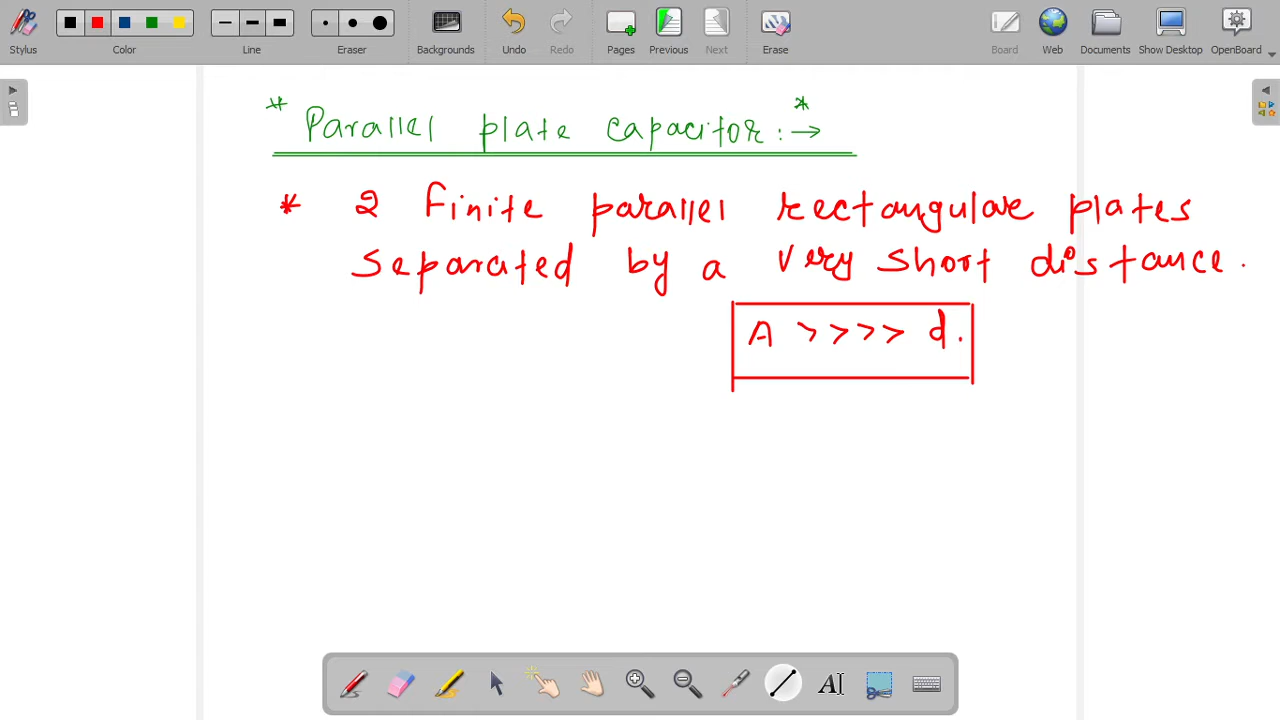 Stylus
Color
Line
Eraser
Backgrounds
Undo
Redo
Pages
Previous
Next
Erase
Board
Web
Documents
Show Desktop
OpenBoard
* Parallel plate capacitor :→ *
* 2 finite parallel rectangular plates
separated by a very short distance.
A >>>> d.
AI